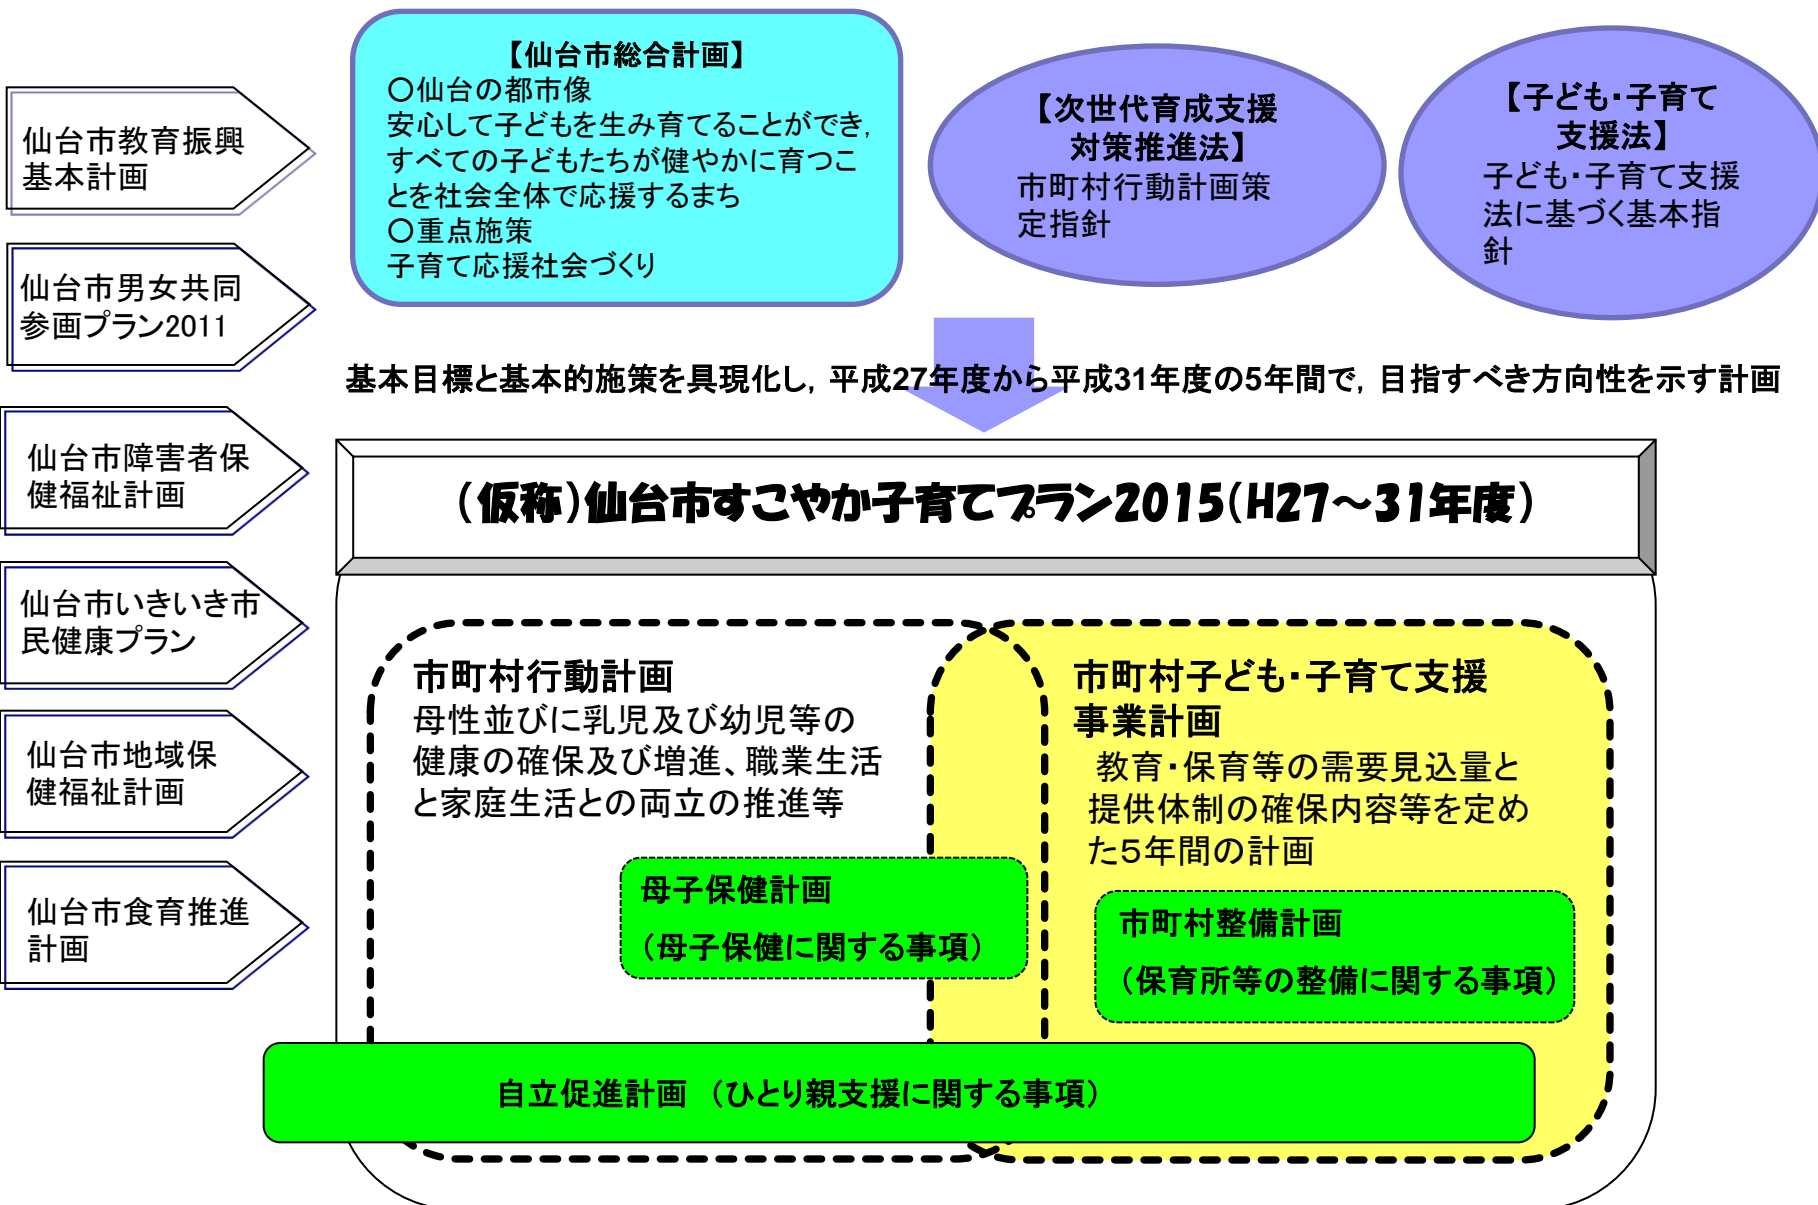 【仙台市総合計画】
○仙台の都市像
安心して子どもを生み育てることができ,
すべての子どもたちが健やかに育つこ
とを社会全体で応援するまち
○重点施策
子育て応援社会づくり
【次世代育成支援
対策推進法】
市町村行動計画策
定指針
【子ども・子育て
支援法】
子ども・子育て支援
法に基づく基本指
針
仙台市教育振興
基本計画
仙台市男女共同
参画プラン2011
仙台市障害者保
健福祉計画
仙台市いきいき市
民健康プラン
仙台市地域保
健福祉計画
仙台市食育推進
計画
基本目標と基本的施策を具現化し, 平成27年度から平成31年度の5年間で, 目指すべき方向性を示す計画
(仮称)仙台市すこやか子育てプラン2015(H27～31年度)
市町村行動計画
母性並びに乳児及び幼児等の
健康の確保及び増進、職業生活
と家庭生活との両立の推進等
市町村子ども・子育て支援
事業計画
教育・保育等の需要見込量と
提供体制の確保内容等を定め
た5年間の計画
母子保健計画
(母子保健に関する事項)
市町村整備計画
(保育所等の整備に関する事項)
自立促進計画 (ひとり親支援に関する事項)